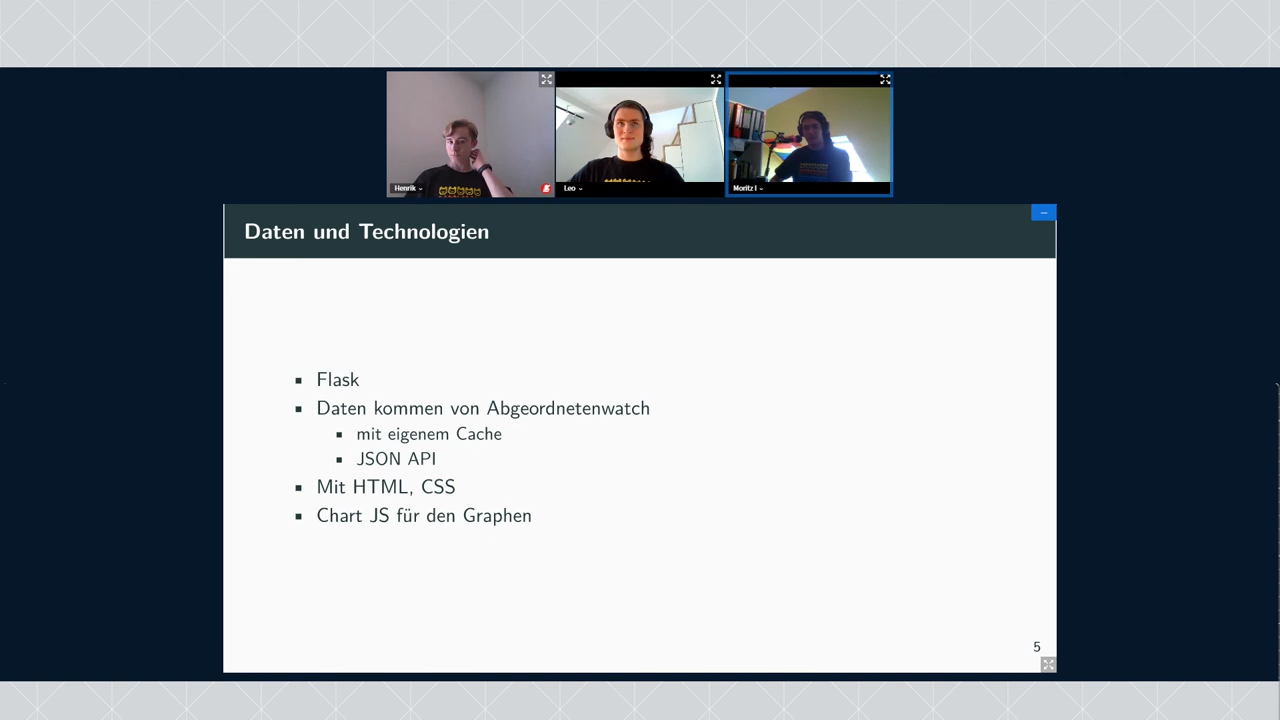 Henrik
Leo
Moritz I
Daten und Technologien
Flask
Daten kommen von Abgeordnetenwatch
mit eigenem Cache
JSON API
Mit HTML, CSS
Chart JS für den Graphen
5